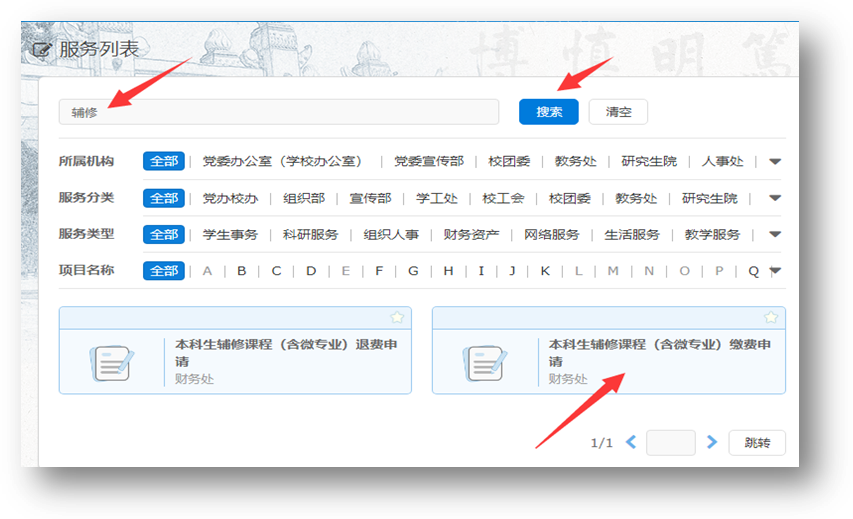 博 慎 明 篤
服务列表
辅修 搜索 清空
所属机构 全部 | 党委办公室（学校办公室） | 党委宣传部 | 校团委 | 教务处 | 研究生院 | 人事处 |
服务分类 全部 | 党办校办 | 组织部 | 宣传部 | 学工处 | 校工会 | 校团委 | 教务处 | 研究生院 |
服务类型 全部 | 学生事务 | 科研服务 | 组织人事 | 财务资产 | 网络服务 | 生活服务 | 教学服务 |
项目名称 全部 | A | B | C | D | E | F | G | H | I | J | K | L | M | N | O | P | Q
本科生辅修课程（含微专业）退费申
请
财务处
本科生辅修课程（含微专业）缴费申
请
财务处
1/1 跳转